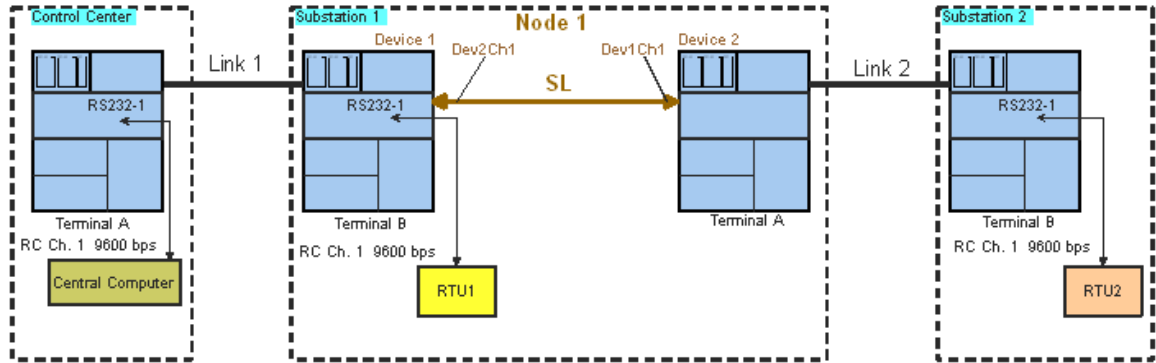 Control Center
Substation 1
Node 1
Substation 2
Device 1
Dev2Ch1
Dev1Ch1
Device 2
Link 1
SL
Link 2
RS232-1
RS232-1
RS232-1
Terminal A
Terminal B
Terminal A
Terminal B
RC Ch. 1 9600 bps
RC Ch. 1 9600 bps
RC Ch. 1 9600 bps
Central Computer
RTU1
RTU2